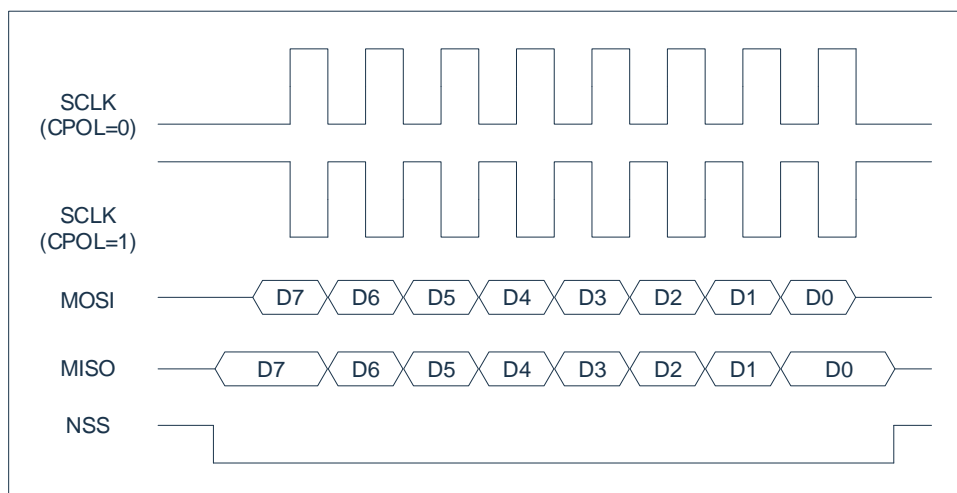 SCLK
(CPOL=0)
SCLK
(CPOL=1)
MOSI D7 D6 D5 D4 D3 D2 D1 D0
MISO D7 D6 D5 D4 D3 D2 D1 D0
NSS